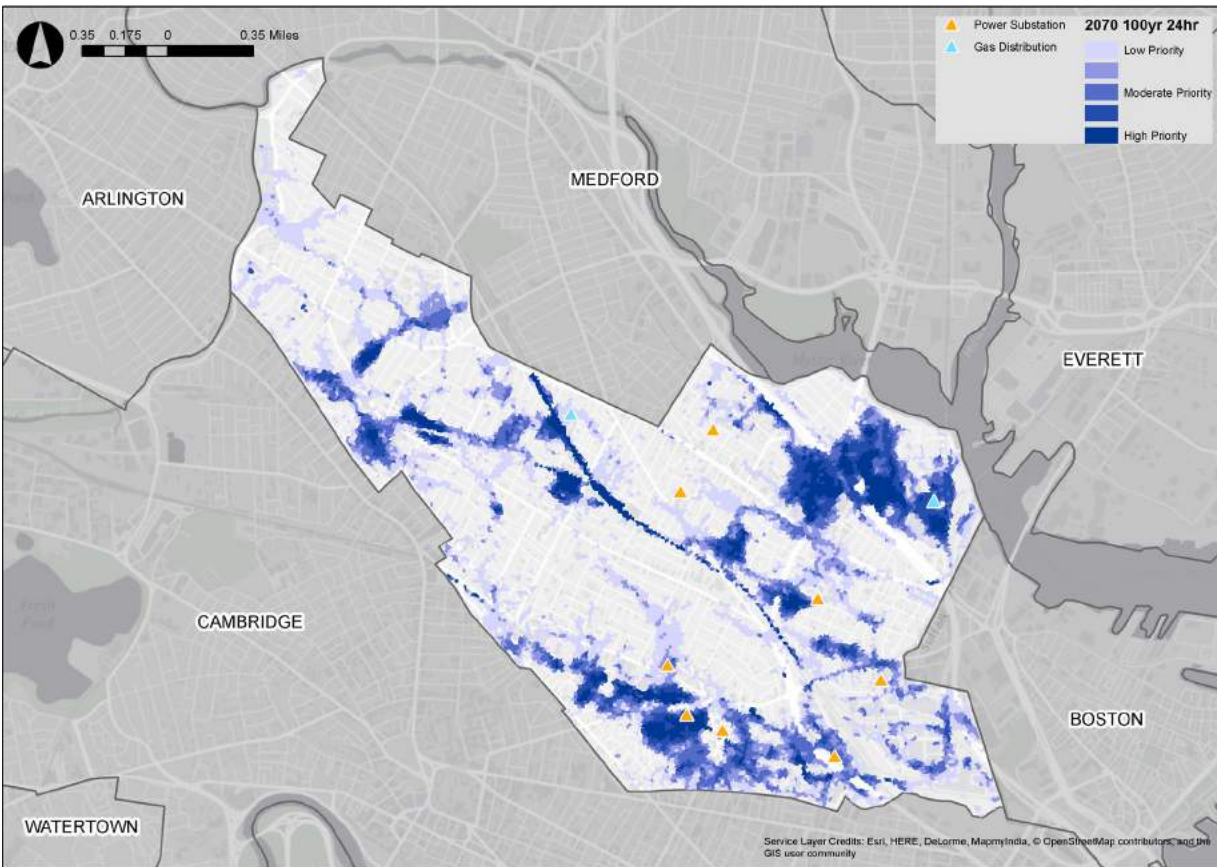 0.35 0.175 0 0.35 Miles
Power Substation
Gas Distribution
2070 100yr 24hr
Low Priority
Moderate Priority
High Priority
MEDFORD
ARLINGTON
EVERETT
CAMBRIDGE
BOSTON
WATERTOWN
Service Layer Credits: Esri, HERE, DeLorme, MapmyIndia, © OpenStreetMap contributors, and the
GIS user community